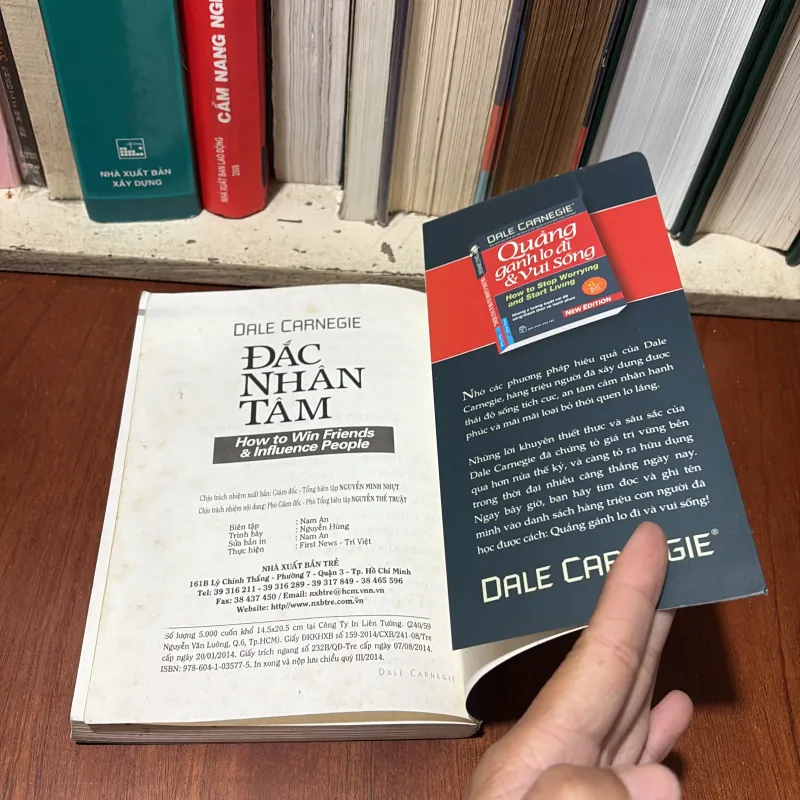 NHÀ XUẤT BẢN
XÂY DỰNG
CẨM NANG NG
NHÀ XUẤT BẢN LAO ĐỘNG
2005
DALE CARNEGIE
ĐẮC
NHÂN
TÂM
How to Win Friends
& Influence People
Chịu trách nhiệm xuất bản: Giám đốc - Tổng biên tập NGUYỄN MINH NHỰT
Chịu trách nhiệm nội dung: Phó Giám đốc - Phó Tổng biên tập NGUYỄN THẾ TRUẬT
Biên tập : Nam An
Trình bày : Nguyễn Hùng
Sửa bản in : Nam An
Thực hiện : First News - Trí Việt
NHÀ XUẤT BẢN TRẺ
161B Lý Chính Thắng - Phường 7 - Quận 3 - Tp. Hồ Chí Minh
Tel: 39 316 211 - 39 316 289 - 39 317 849 - 38 465 596
Fax: 38 437 450 / Email: nxbtre@hcm.vnn.vn
Website: http//www.nxbtre.com.vn
Số lượng 5.000 cuốn khổ 14.5x20.5 cm tại Công Ty In Liên Tường. (240/59
Nguyễn Văn Luông, Q.6, Tp.HCM). Giấy ĐKKHXB số 159-2014/CXB/241-08/Tre
cấp ngày 20/01/2014. Giấy trích ngang số 232B/QĐ-Tre cấp ngày 07/08/2014.
ISBN: 978-604-1-03577-5. In xong và nộp lưu chiểu quý III/2014.
DALE CARNEGIE
DALE CARNEGIE
Quẳng
gánh lo đi
& vui sống
How to Stop Worrying
and Start Living
NEW EDITION
Nhờ các phương pháp hiệu quả của Dale
Carnegie, hàng triệu người đã xây dựng được
thái độ sống tích cực, an tâm cảm nhận hạnh
phúc và mãi mãi loại bỏ thói quen lo lắng.
Những lời khuyên thiết thực và sâu sắc của
Dale Carnegie đã chứng tỏ giá trị vững bền
qua hơn nửa thế kỷ, và càng tỏ ra hữu dụng
trong thời đại nhiều căng thẳng ngày nay.
Ngay bây giờ, bạn hãy tìm đọc và ghi tên
mình vào danh sách hàng triệu con người đã
học được cách: Quẳng gánh lo đi và vui sống!
DALE CARNEGIE®